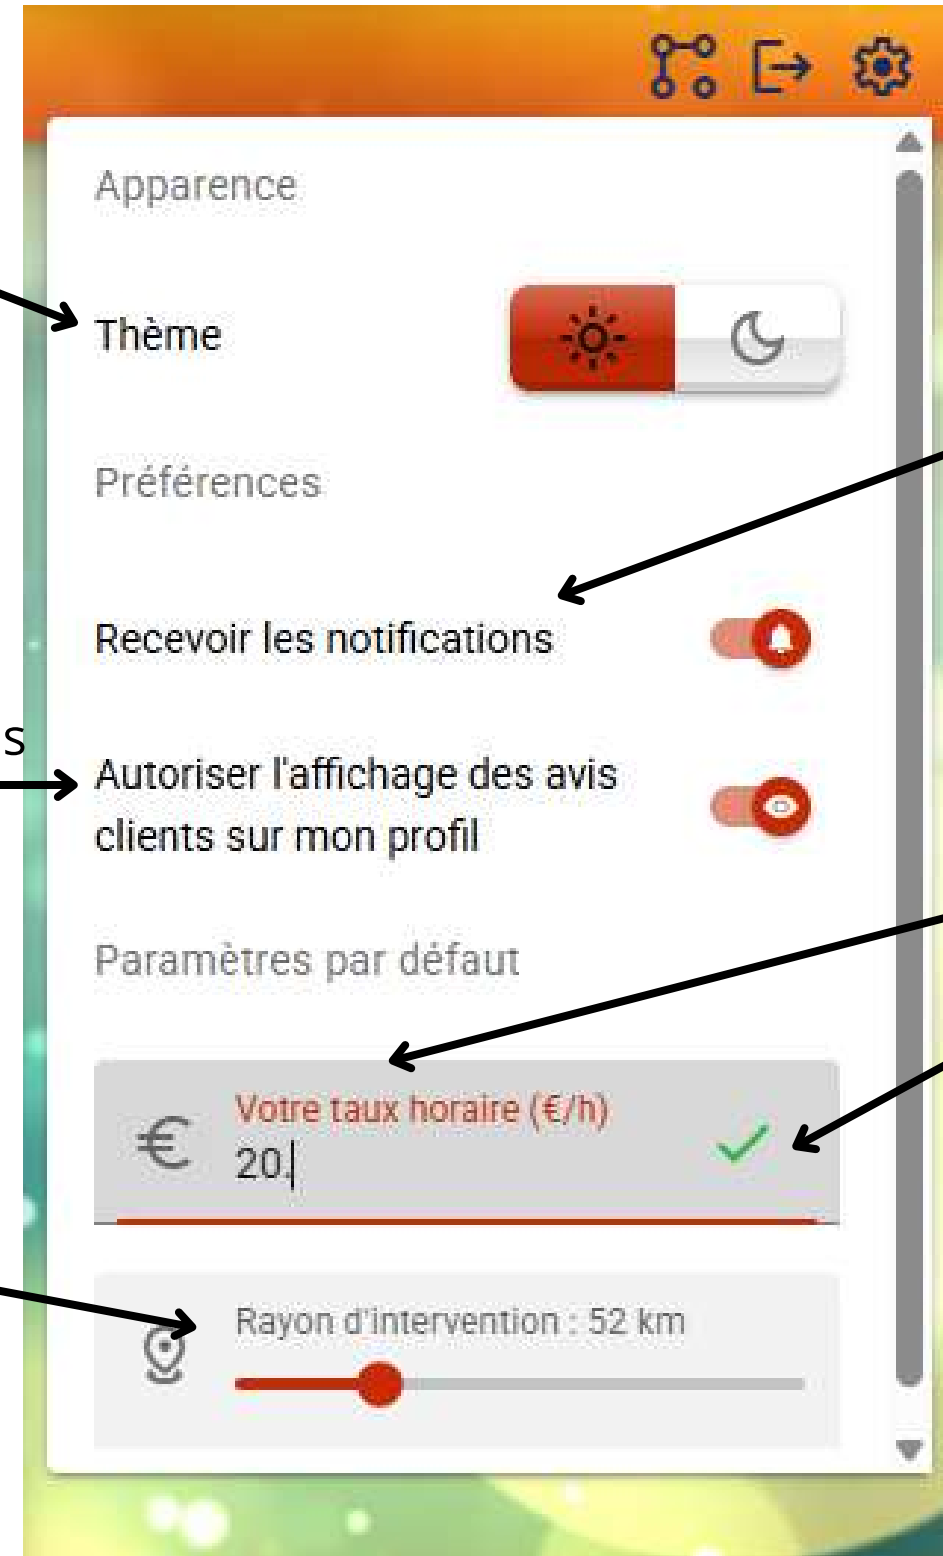 Apparence
Thème
Préférences
Recevoir les notifications
s
Autoriser l'affichage des avis
clients sur mon profil
Paramètres par défaut
Votre taux horaire (€/h)
20.
Rayon d'intervention : 52 km